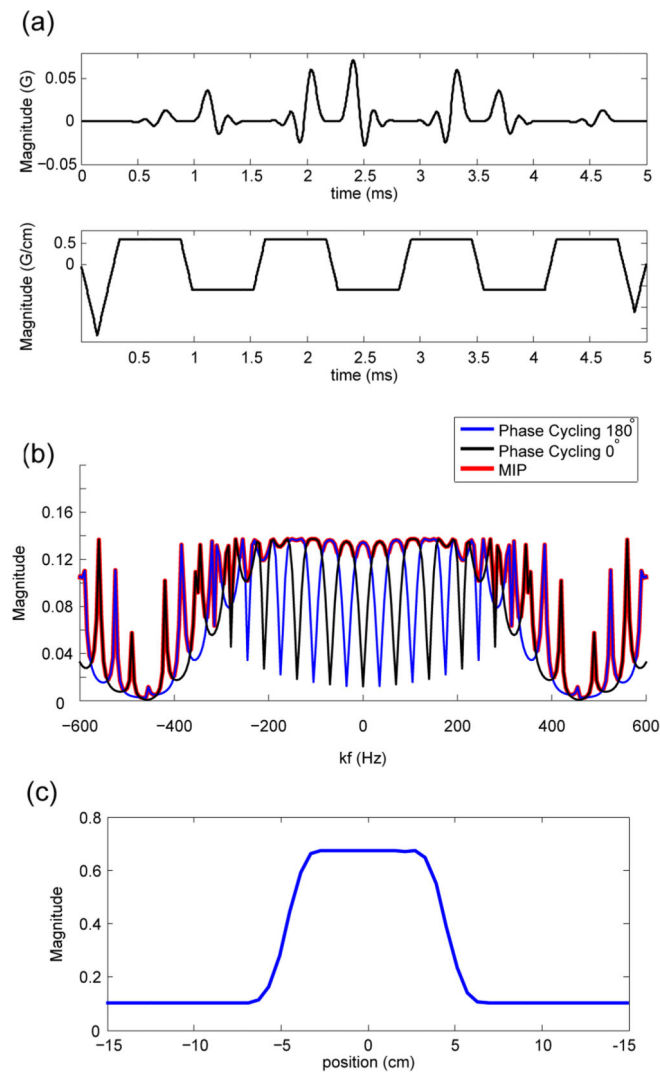 (a)
Magnitude (G)
0.05
0
−0.05
0 0.5 1 1.5 2 2.5 3 3.5 4 4.5 5
time (ms)
Magnitude (G/cm)
0.5
0
0.5 1 1.5 2 2.5 3 3.5 4 4.5 5
time (ms)
(b)
Phase Cycling 180°
Phase Cycling 0°
MIP
Magnitude
0.16
0.12
0.08
0.04
0
−600 −400 −200 0 200 400 600
kf (Hz)
(c)
Magnitude
0.8
0.6
0.4
0.2
0
−15 -10 -5 0 5 10 -15
position (cm)